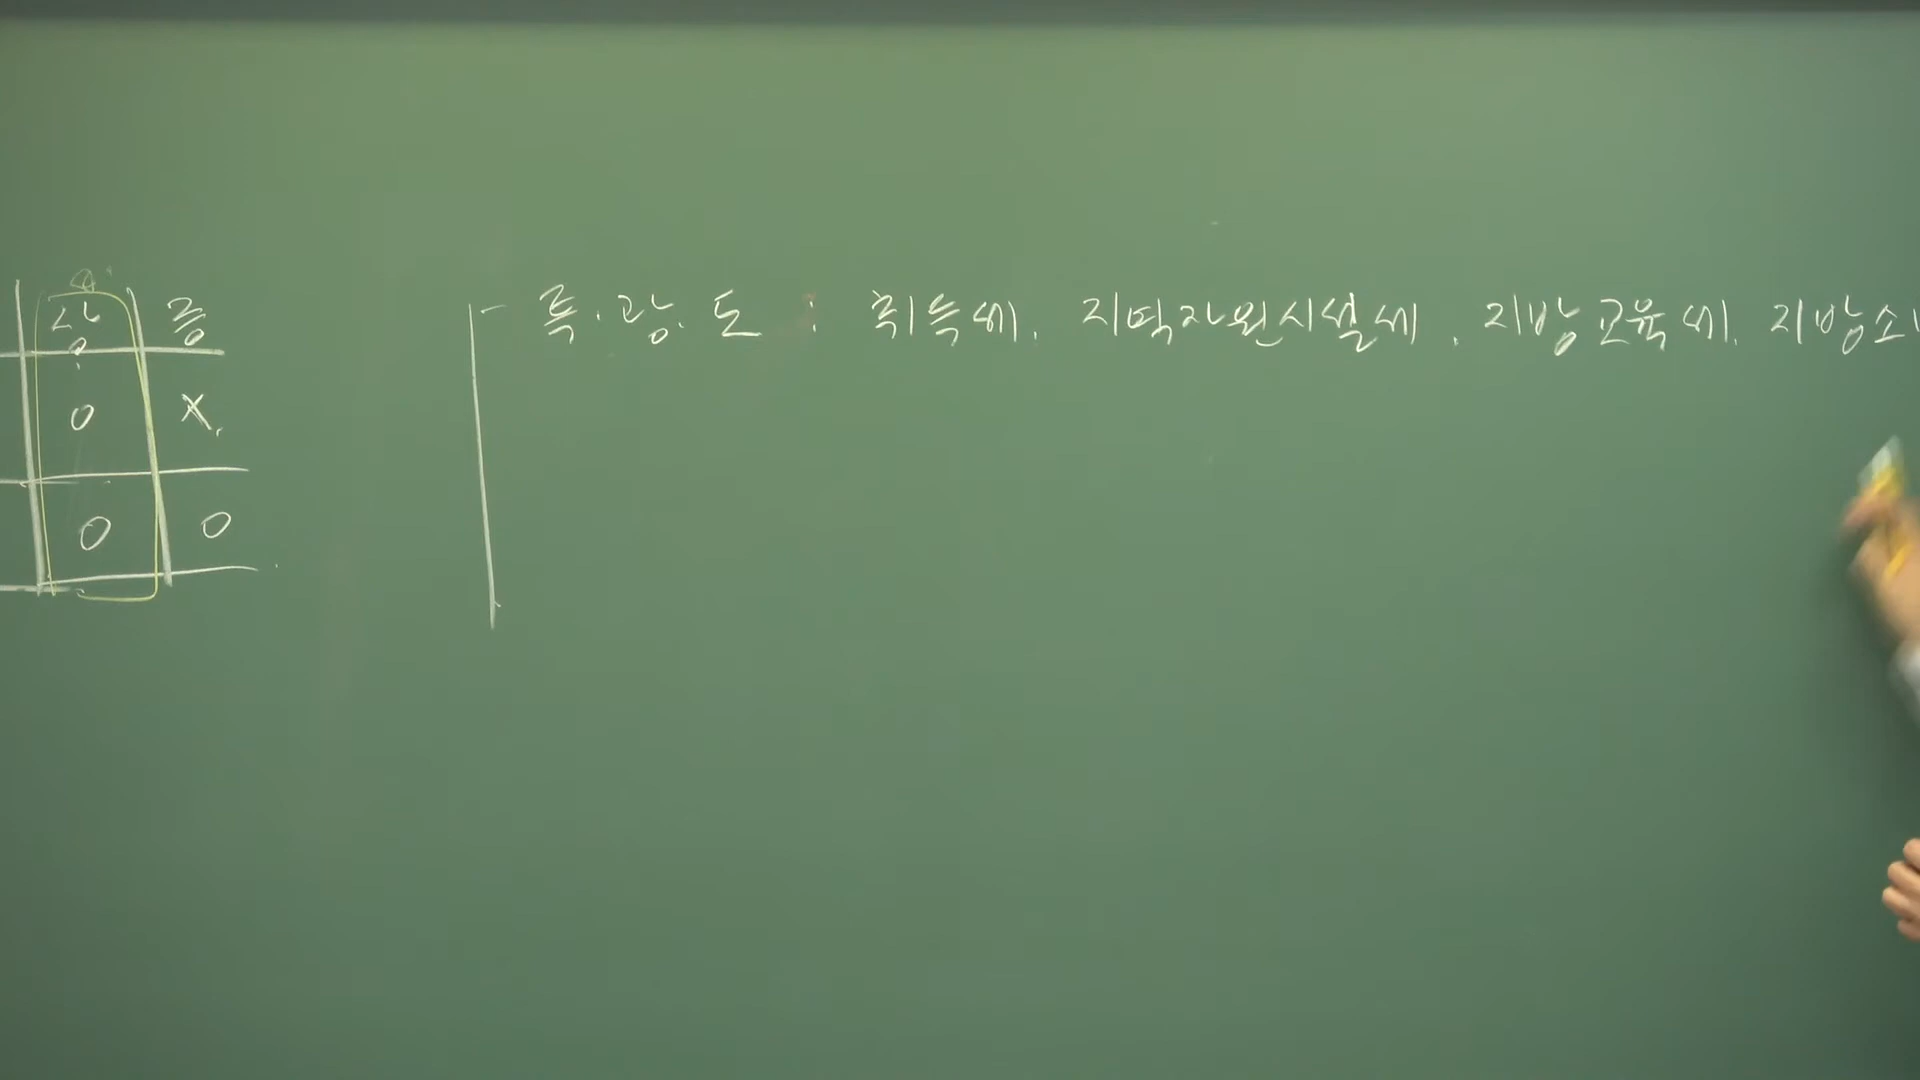 상 증
O X.
O O
특. 광. 도 : 취득세. 지역자원시설세. 지방교육세. 지방소